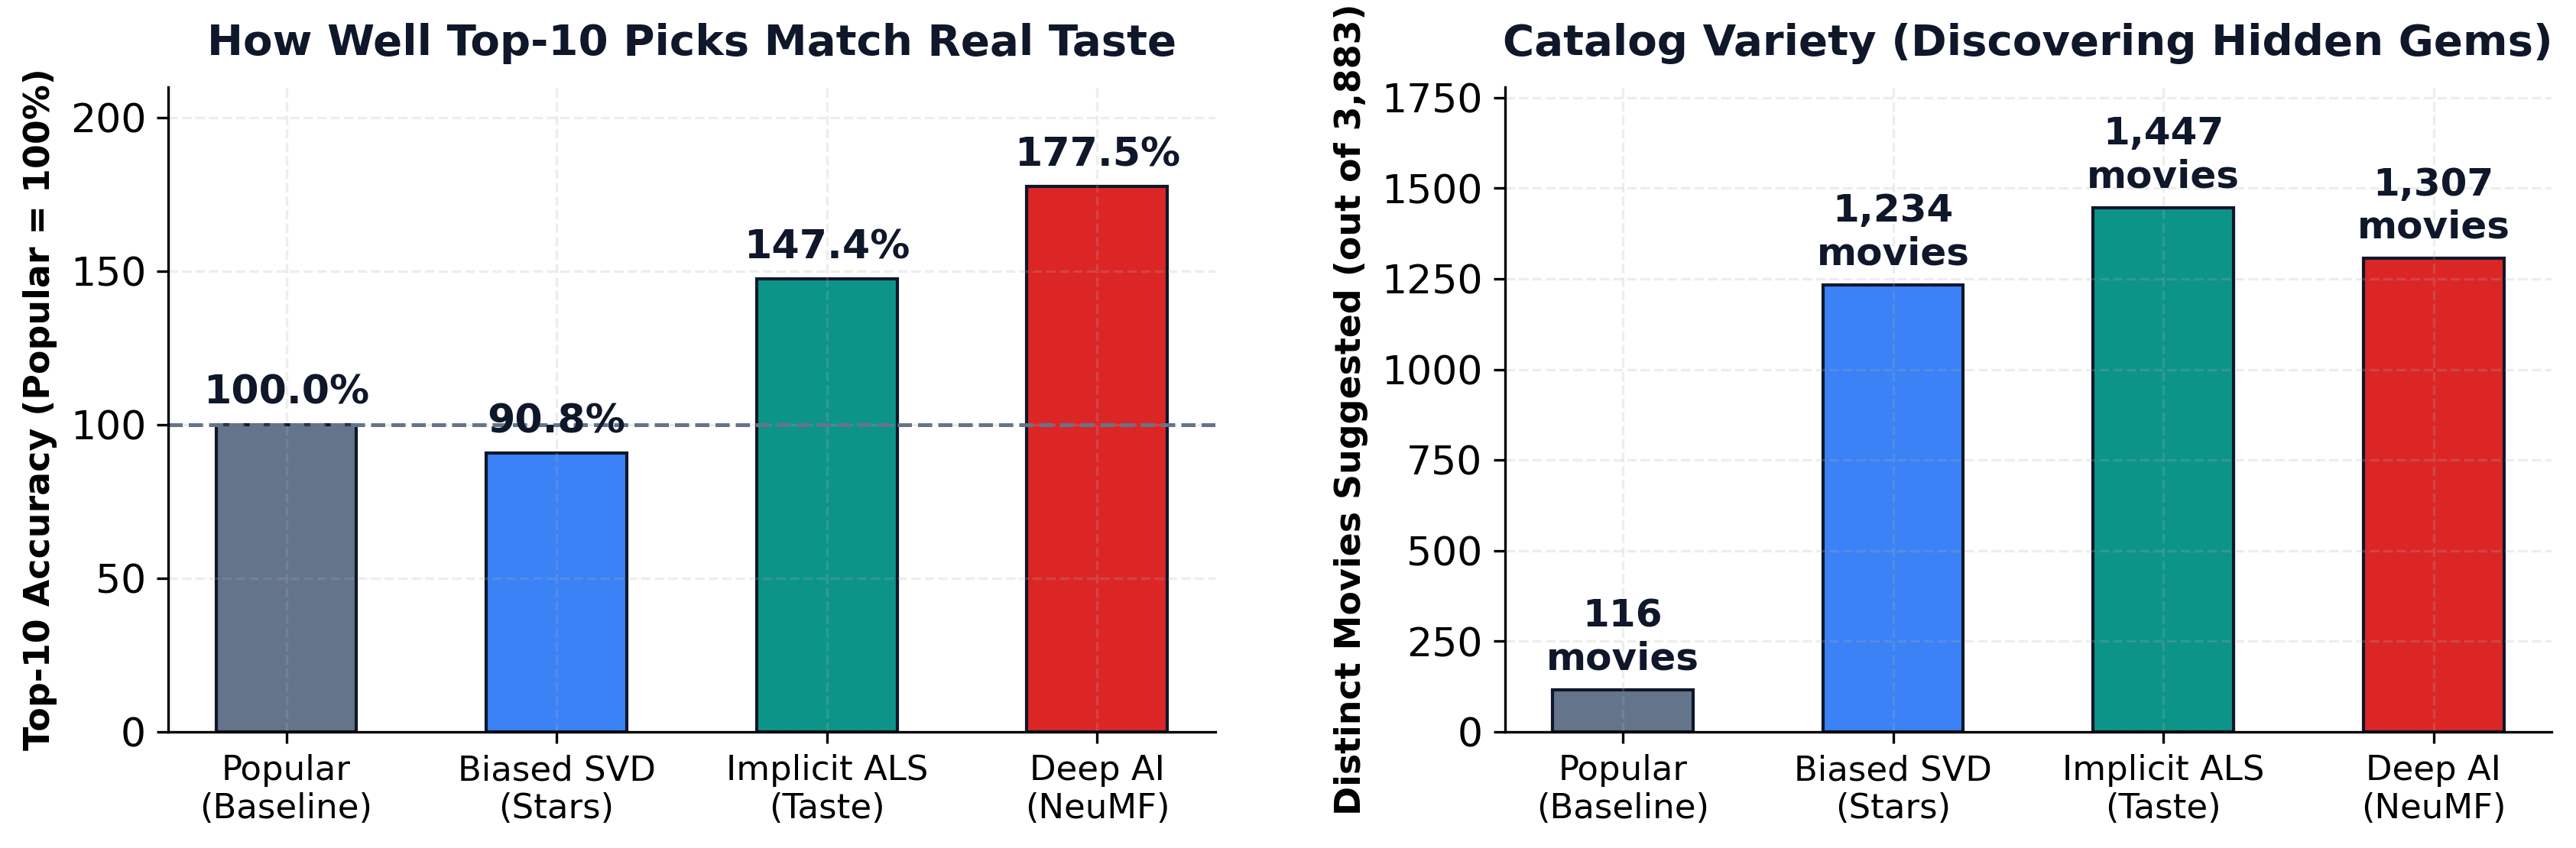 How Well Top-10 Picks Match Real Taste
Top-10 Accuracy (Popular = 100%)
200
150
100
50
0
100.0%
90.8%
147.4%
177.5%
Popular
(Baseline)
Biased SVD
(Stars)
Implicit ALS
(Taste)
Deep AI
(NeuMF)
Catalog Variety (Discovering Hidden Gems)
Distinct Movies Suggested (out of 3,883)
1750
1500
1250
1000
750
500
250
0
116
movies
1,234
movies
1,447
movies
1,307
movies
Popular
(Baseline)
Biased SVD
(Stars)
Implicit ALS
(Taste)
Deep AI
(NeuMF)